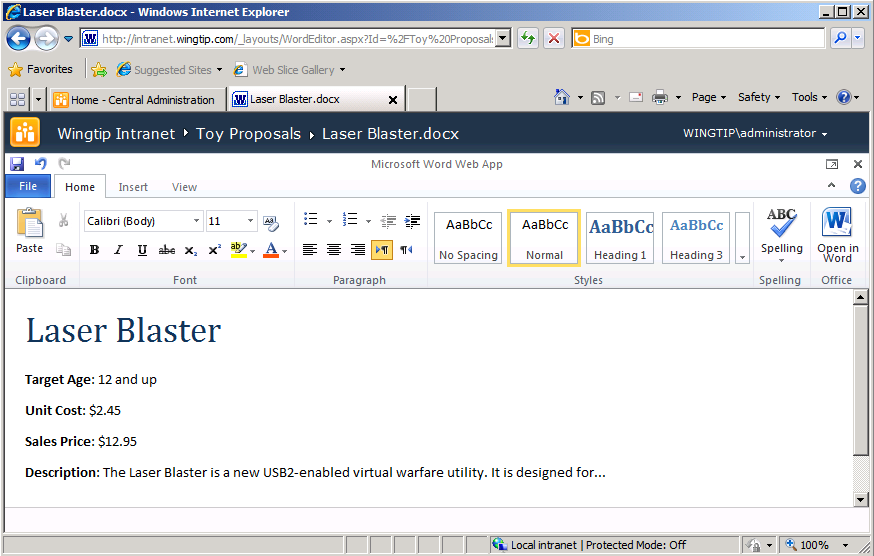 Laser Blaster.docx - Windows Internet Explorer
http://intranet.wingtip.com/_layouts/WordEditor.aspx?Id=%2FToy%20Proposals
Bing
Favorites Suggested Sites Web Slice Gallery
Home - Central Administration Laser Blaster.docx Page Safety Tools
Wingtip Intranet Toy Proposals Laser Blaster.docx WINGTIP\administrator
Microsoft Word Web App
File Home Insert View
Calibri (Body) 11 AaBbCc AaBbCc AaBbCc AaBbCc ABC
Paste B I U abc X₂ X² aby A No Spacing Normal Heading 1 Heading 3 Spelling Open in
Word
Clipboard Font Paragraph Styles Spelling Office
Laser Blaster
Target Age: 12 and up
Unit Cost: $2.45
Sales Price: $12.95
Description: The Laser Blaster is a new USB2-enabled virtual warfare utility. It is designed for...
Local intranet | Protected Mode: Off 100%